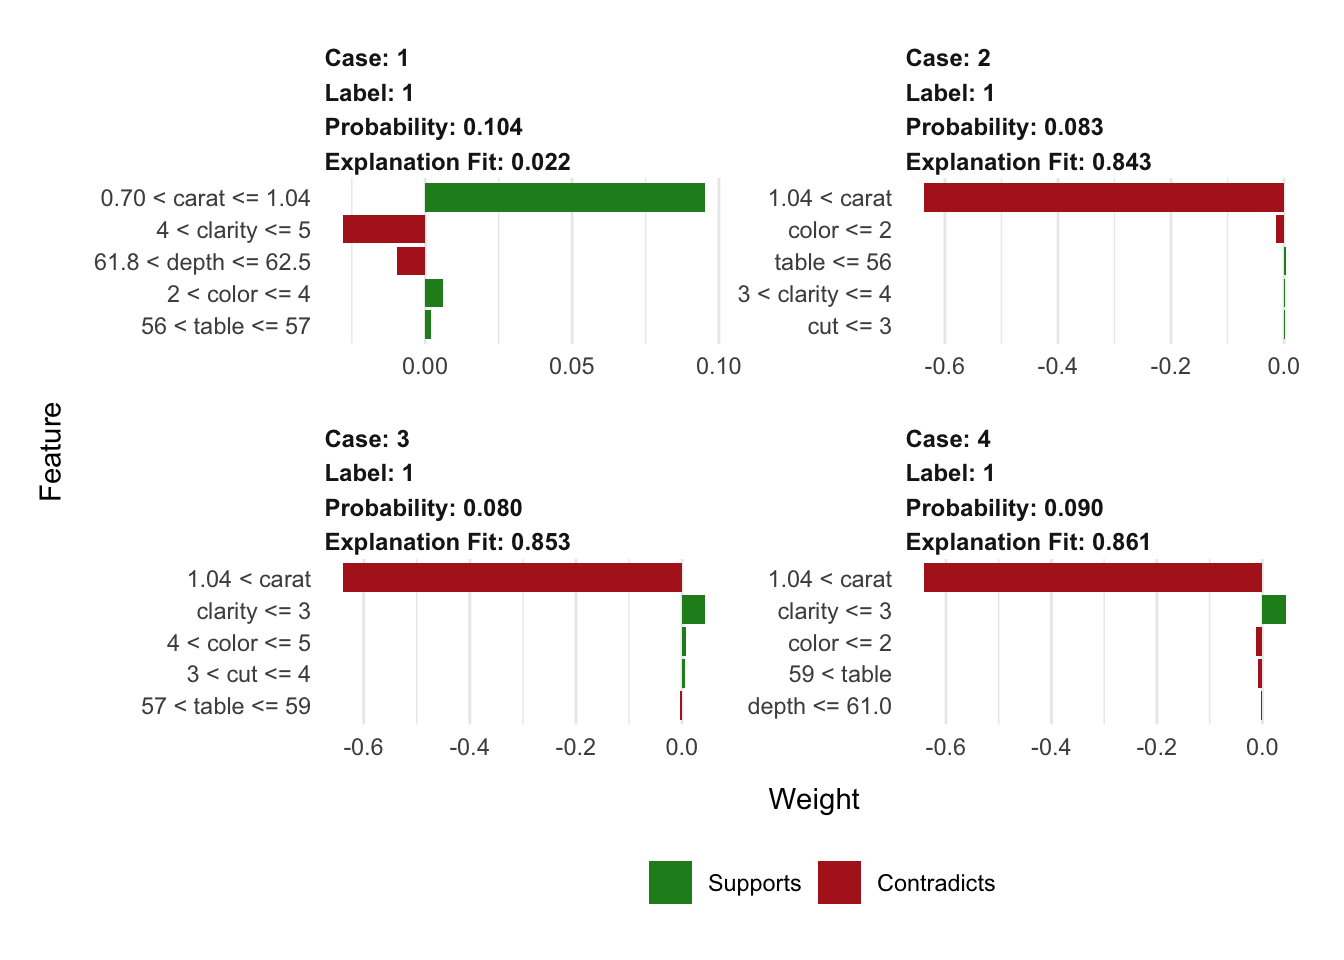 Case: 1
Label: 1
Probability: 0.104
Explanation Fit: 0.022
0.70 < carat <= 1.04
4 < clarity <= 5
61.8 < depth <= 62.5
2 < color <= 4
56 < table <= 57
0.00 0.05 0.10
Case: 2
Label: 1
Probability: 0.083
Explanation Fit: 0.843
1.04 < carat
color <= 2
table <= 56
3 < clarity <= 4
cut <= 3
-0.6 -0.4 -0.2 0.0
Feature
Case: 3
Label: 1
Probability: 0.080
Explanation Fit: 0.853
1.04 < carat
clarity <= 3
4 < color <= 5
3 < cut <= 4
57 < table <= 59
-0.6 -0.4 -0.2 0.0
Case: 4
Label: 1
Probability: 0.090
Explanation Fit: 0.861
1.04 < carat
clarity <= 3
color <= 2
59 < table
depth <= 61.0
-0.6 -0.4 -0.2 0.0
Weight
Supports Contradicts